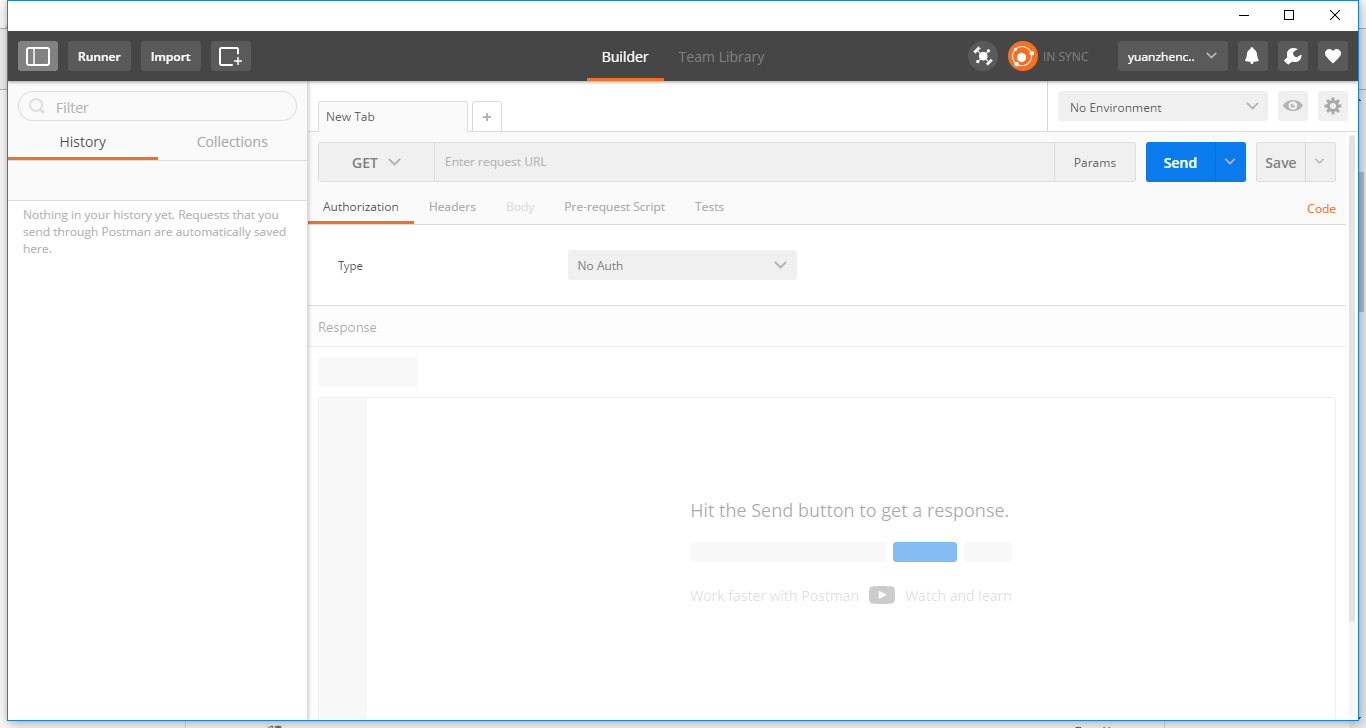 Runner
Import
Builder
Team Library
IN SYNC
yuanzhenc..
Filter
History
Collections
Nothing in your history yet. Requests that you
send through Postman are automatically saved
here.
New Tab
+
No Environment
GET
Enter request URL
Params
Send
Save
Authorization
Headers
Body
Pre-request Script
Tests
Code
Type
No Auth
Response
Hit the Send button to get a response.
Work faster with Postman
Watch and learn